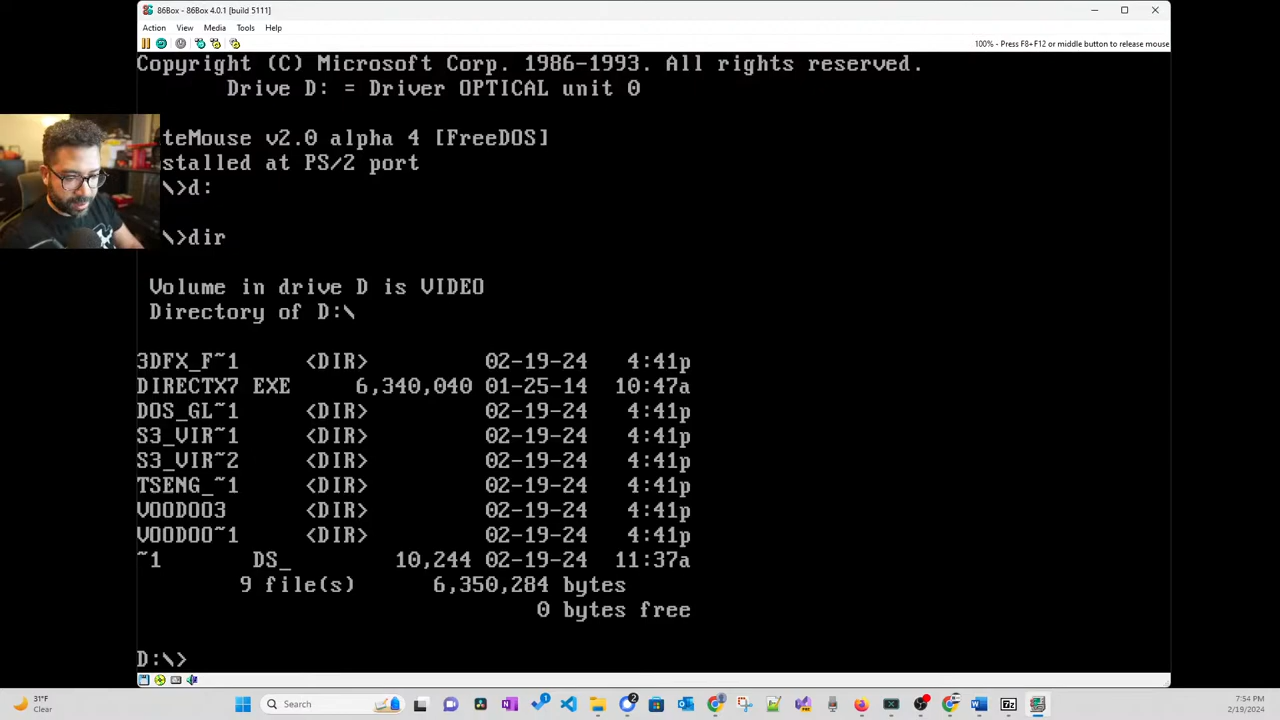 86Box - 86Box 4.0.1 [build 5111]
Action View Media Tools Help
100% - Press F8+F12 or middle button to release mouse
Copyright (C) Microsoft Corp. 1986-1993. All rights reserved.
Drive D: = Driver OPTICAL unit 0
teMouse v2.0 alpha 4 [FreeDOS]
stalled at PS/2 port
\>d:
\>dir
Volume in drive D is VIDEO
Directory of D:\
3DFX_F~1 <DIR> 02-19-24 4:41p
DIRECTX7 EXE 6,340,040 01-25-14 10:47a
DOS_GL~1 <DIR> 02-19-24 4:41p
S3_VIR~1 <DIR> 02-19-24 4:41p
S3_VIR~2 <DIR> 02-19-24 4:41p
TSENG_~1 <DIR> 02-19-24 4:41p
VOODOO3 <DIR> 02-19-24 4:41p
VOODOO~1 <DIR> 02-19-24 4:41p
~1 DS_ 10,244 02-19-24 11:37a
9 file(s) 6,350,284 bytes
0 bytes free
D:\>
31°F
Clear
Search
1
2
7z
7:54 PM
2/19/2024